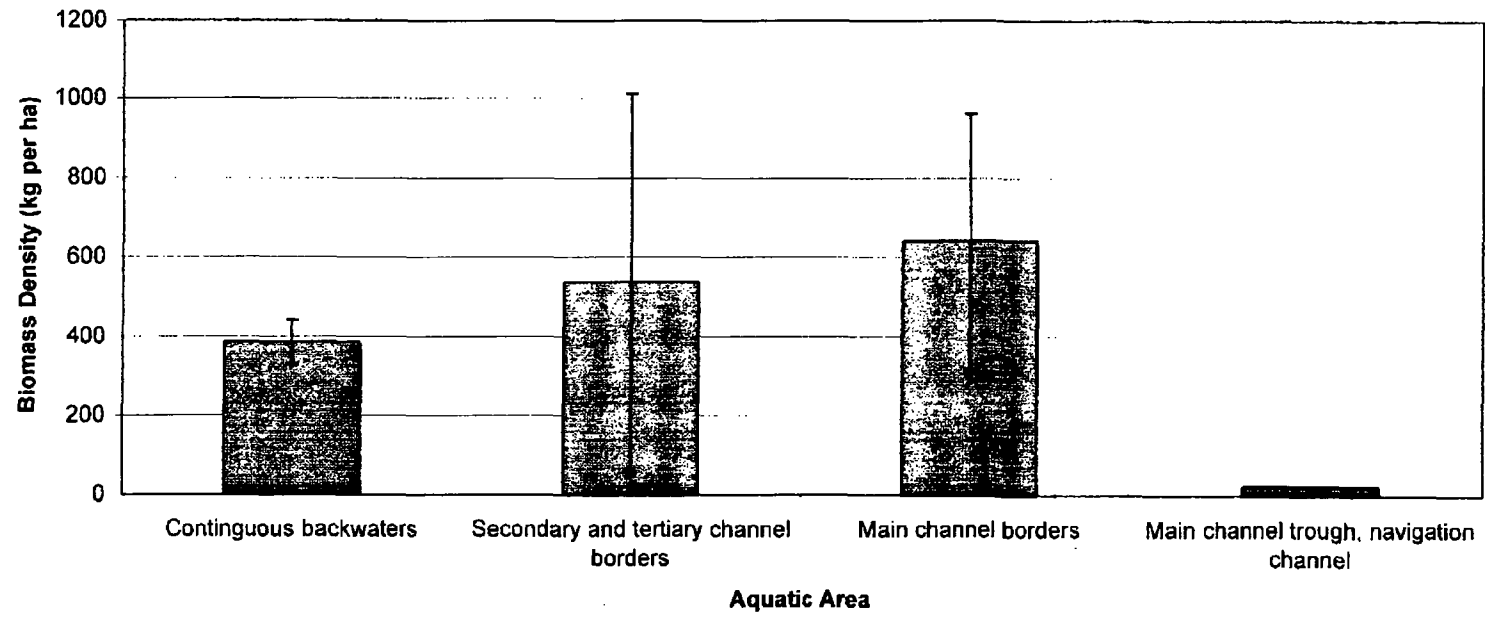 1200
1000
800
600
400
200
0
Biomass Density (kg per ha)
Continguous backwaters
Secondary and tertiary channel
borders
Main channel borders
Main channel trough, navigation
channel
Aquatic Area